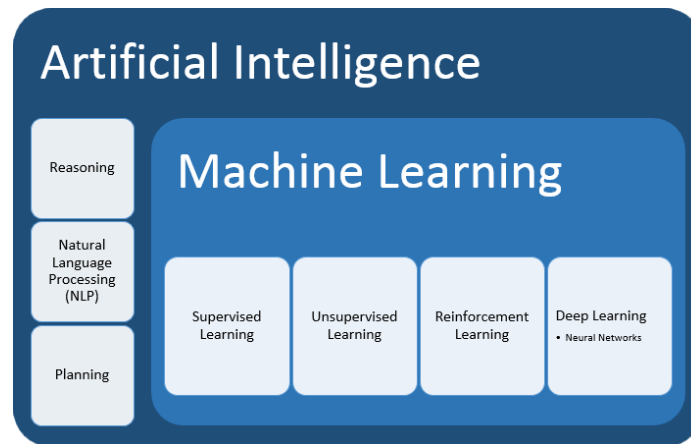 Artificial Intelligence
Reasoning
Natural
Language
Processing
(NLP)
Planning
Machine Learning
Supervised
Learning
Unsupervised
Learning
Reinforcement
Learning
Deep Learning
• Neural Networks